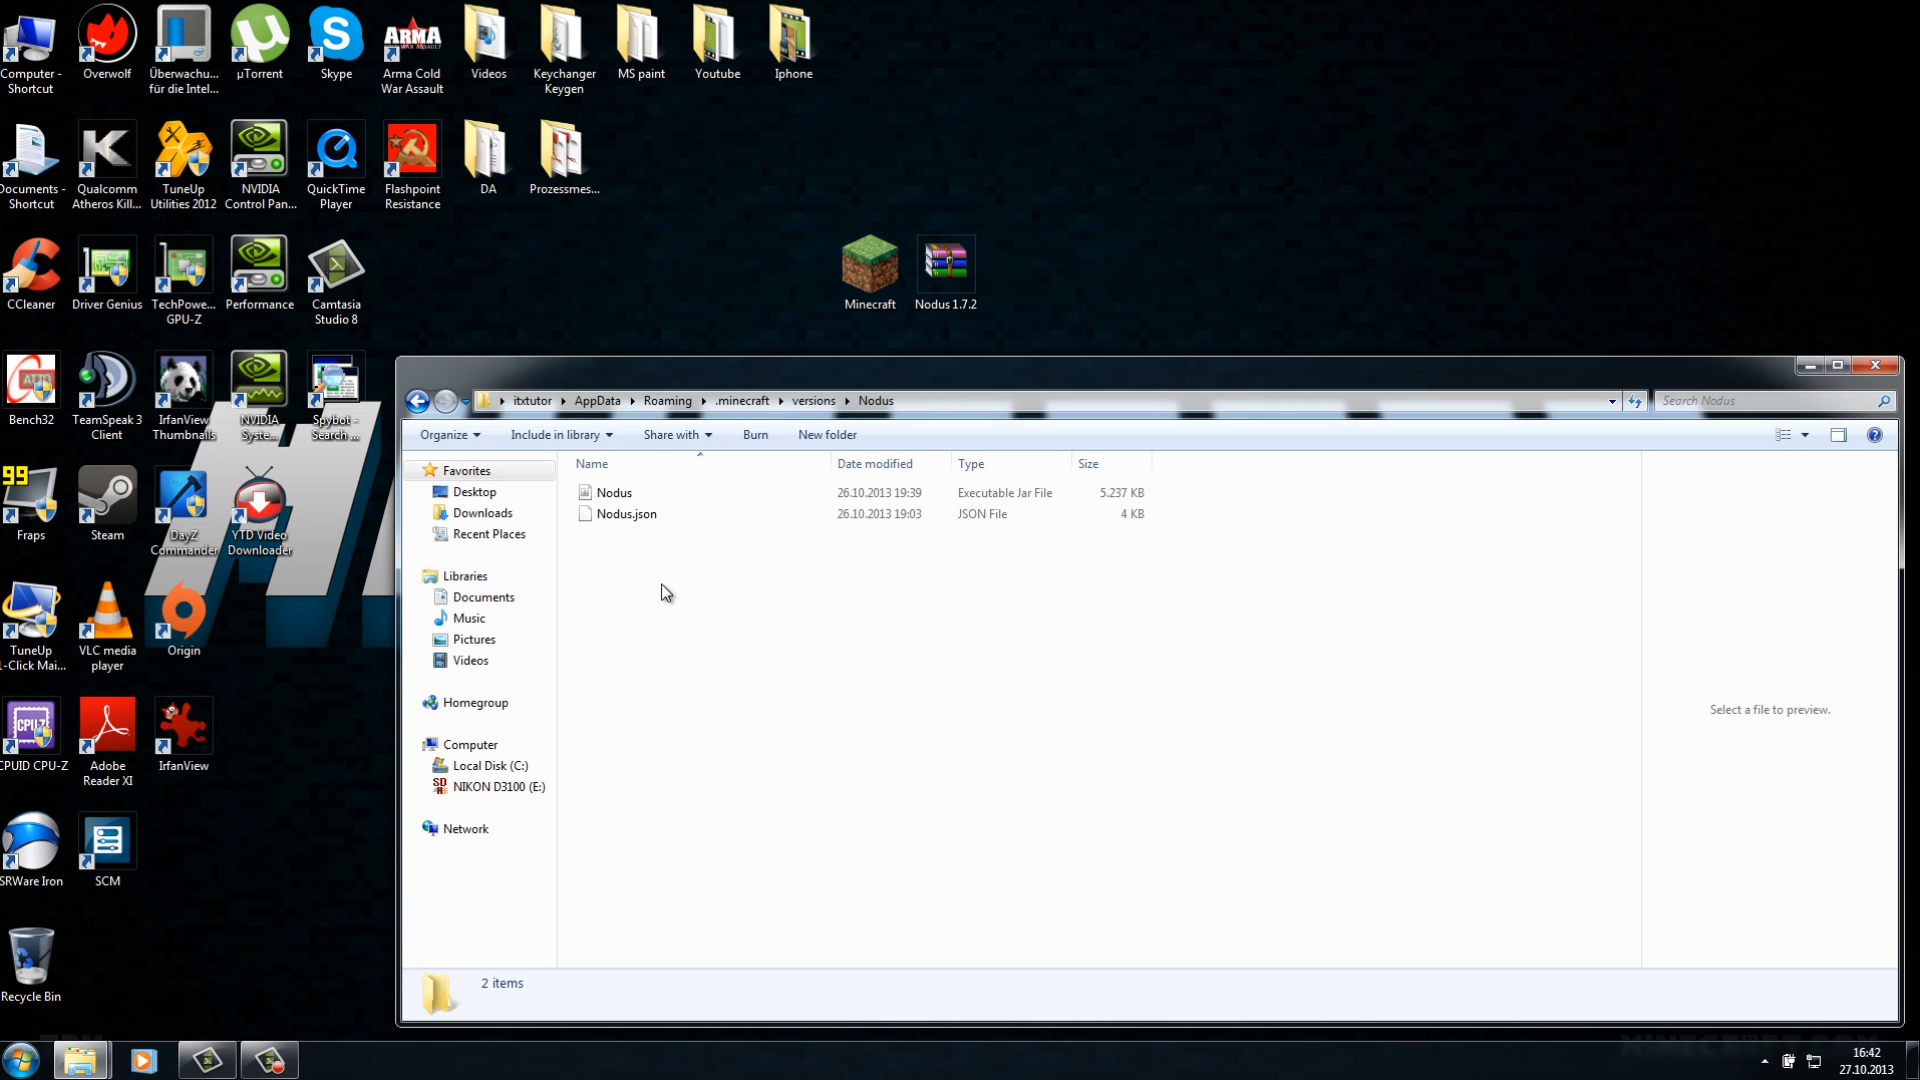 Computer -
Shortcut
Overwolf
Überwachu...
für die Intel...
µTorrent
Skype
ARMA
Arma Cold
War Assault
Videos
Keychanger
Keygen
MS paint
Youtube
Iphone
Documents -
Shortcut
Qualcomm
Atheros Kill...
TuneUp
Utilities 2012
NVIDIA
Control Pan...
QuickTime
Player
Flashpoint
Resistance
DA
Prozessmes...
CCleaner
Driver Genius
TechPowe...
GPU-Z
Performance
Camtasia
Studio 8
Minecraft
Nodus 1.7.2
Bench32
TeamSpeak 3
Client
IrfanView
Thumbnails
NVIDIA
Syste...
Spybot -
Search ...
99
Fraps
Steam
DayZ
Commander
YTD Video
Downloader
TuneUp
1-Click Mai...
VLC media
player
Origin
CPUID CPU-Z
Adobe
Reader XI
IrfanView
SRWare Iron
SCM
Recycle Bin
itxtutor
AppData
Roaming
.minecraft
versions
Nodus
Search Nodus
Organize
Include in library
Share with
Burn
New folder
Favorites
Desktop
Downloads
Recent Places
Libraries
Documents
Music
Pictures
Videos
Homegroup
Computer
Local Disk (C:)
NIKON D3100 (E:)
Network
Name Date modified Type Size
Nodus 26.10.2013 19:39 Executable Jar File 5.237 KB
Nodus.json 26.10.2013 19:03 JSON File 4 KB
Select a file to preview.
2 items
16:42
27.10.2013